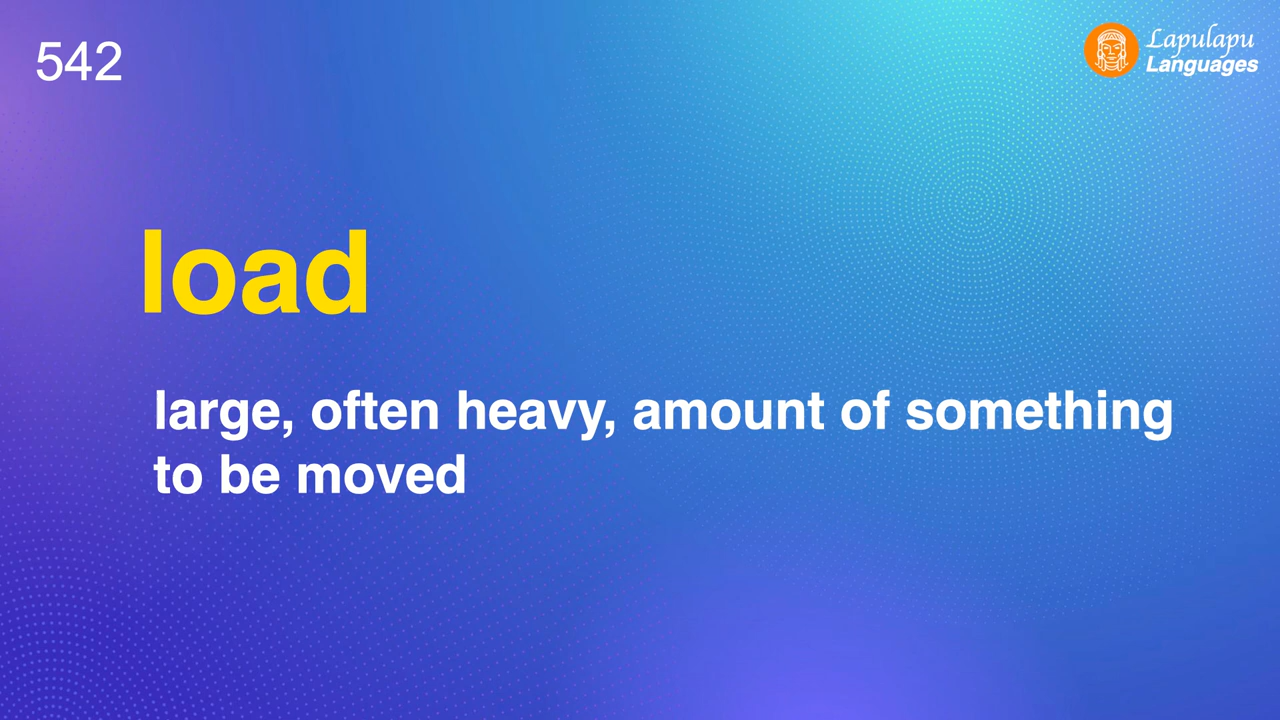 542
Lapulapu
Languages
load
large, often heavy, amount of something
to be moved